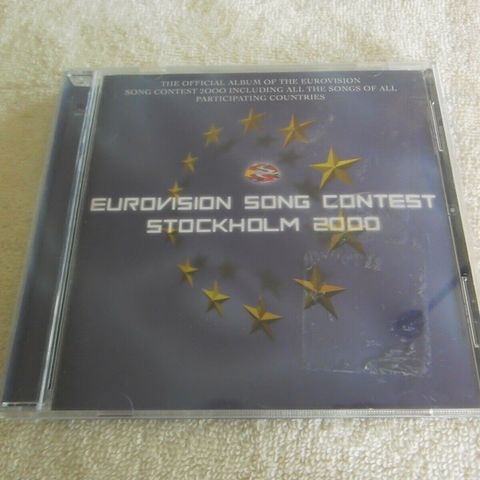 THE OFFICIAL ALBUM OF THE EUROVISION
SONG CONTEST 2000 INCLUDING ALL THE SONGS OF ALL
PARTICIPATING COUNTRIES
EUROVISION SONG CONTEST
STOCKHOLM 2000